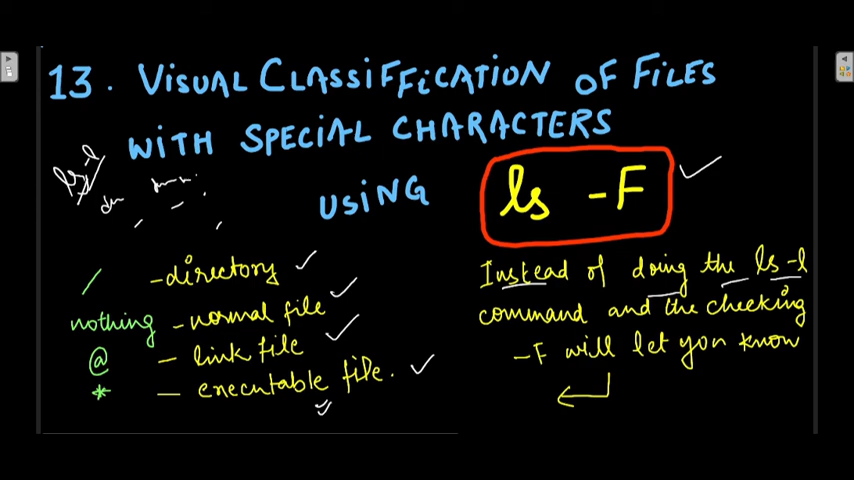 13. VISUAL CLASSIFFICATION OF FILES
WITH SPECIAL CHARACTERS
USING ls -F
ls -l
/ - directory
nothing - normal file
@ - link file
* - executable file.
Instead of doing the ls -l
command and the checking
-F will let you know